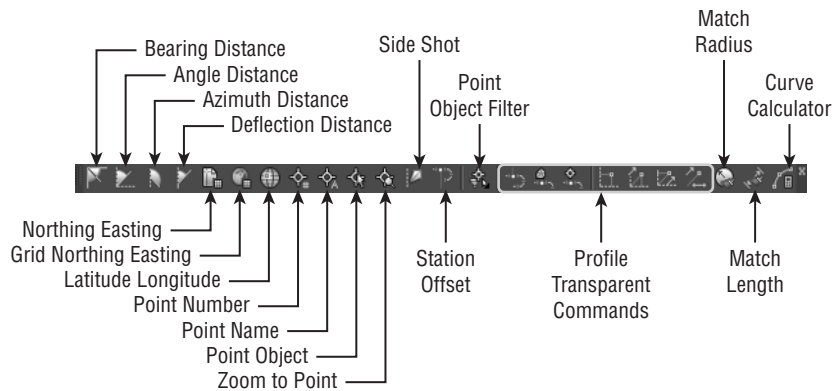 Match
Radius
Bearing Distance
Side Shot
Angle Distance
Point
Object Filter
Curve
Calculator
Azimuth Distance
Deflection Distance
Northing Easting
Grid Northing Easting
Latitude Longitude
Point Number
Point Name
Point Object
Zoom to Point
Station
Offset
Profile
Transparent
Commands
Match
Length